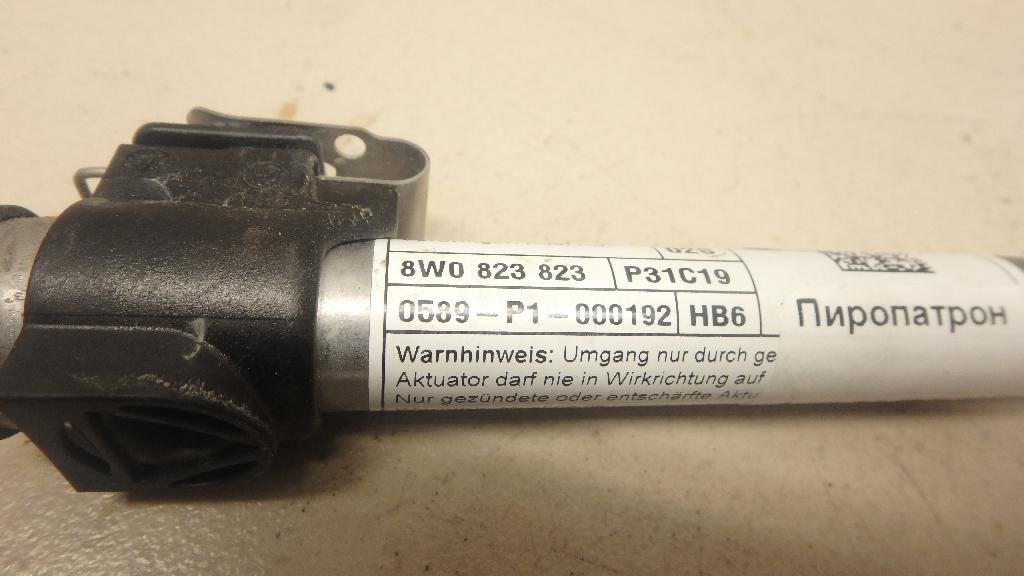 8W0 823 823 P31C19
0589-P1-000192 HB6
Пиропатрон
Warnhinweis: Umgang nur durch ge
Aktuator darf nie in Wirkrichtung auf
Nur gezündete oder entschärfte Aktu